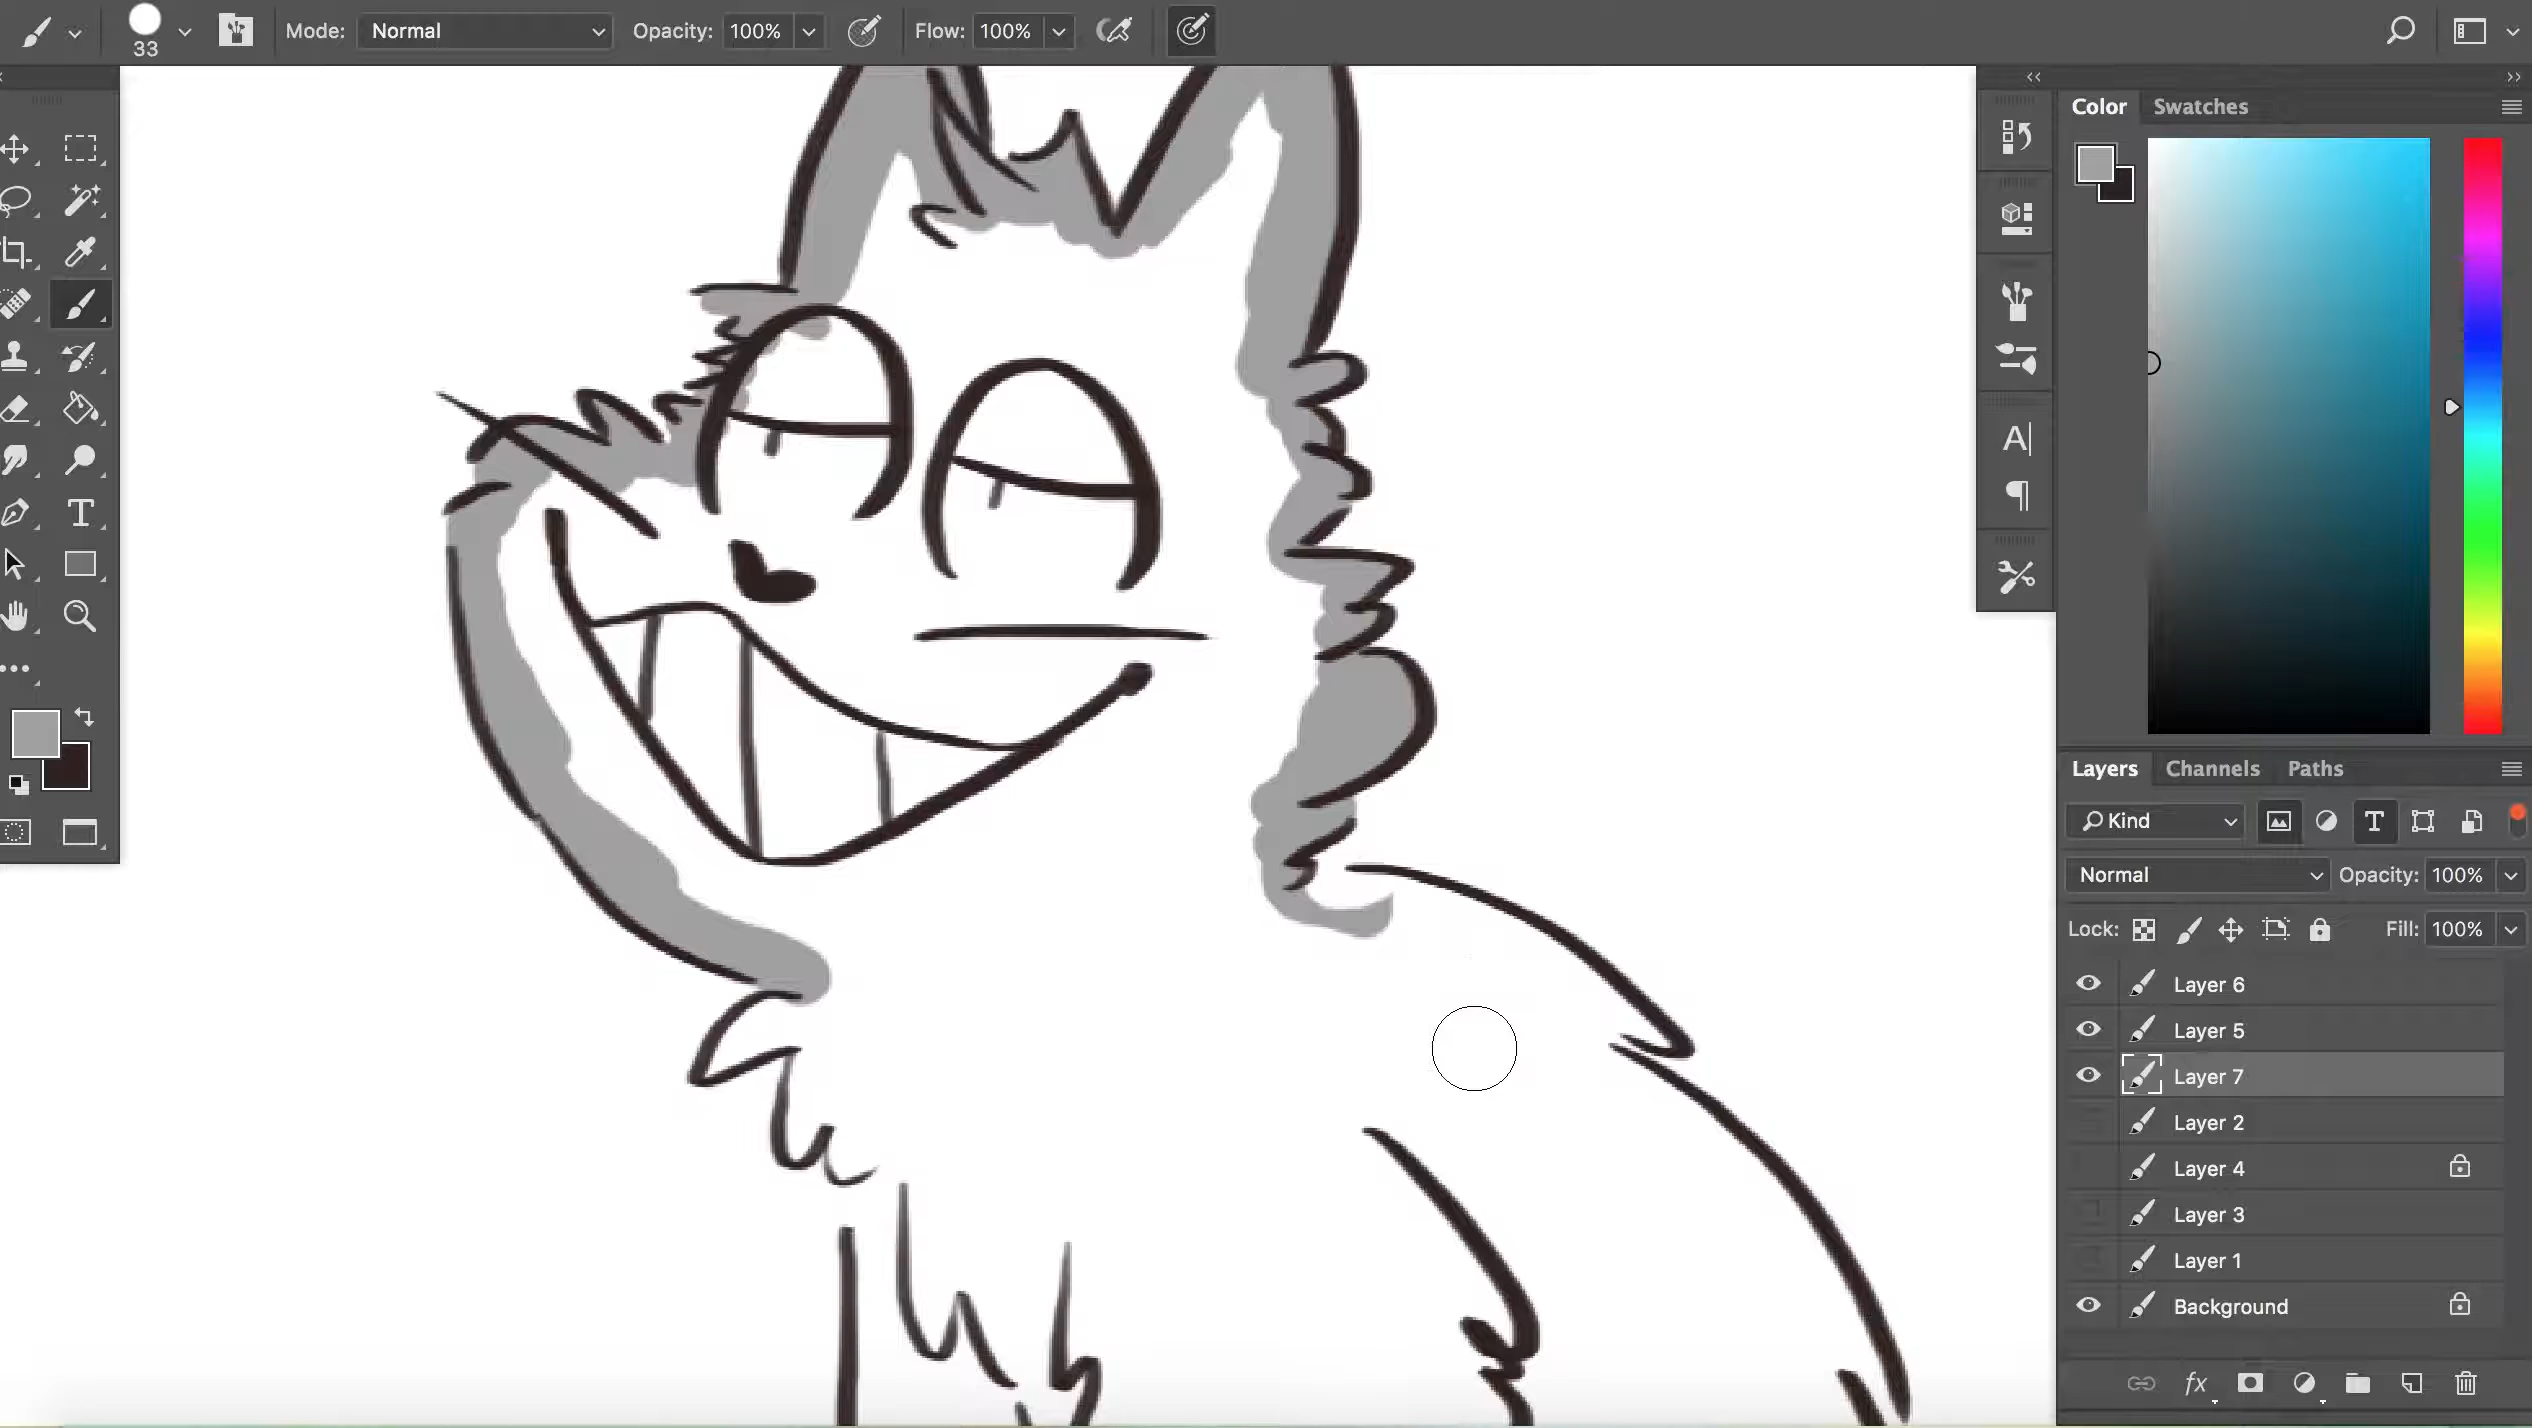 33
Mode: Normal
Opacity: 100%
Flow: 100%
Color Swatches
Layers Channels Paths
Kind
Normal
Opacity: 100%
Lock:
Fill: 100%
Layer 6
Layer 5
Layer 7
Layer 2
Layer 4
Layer 3
Layer 1
Background
fx